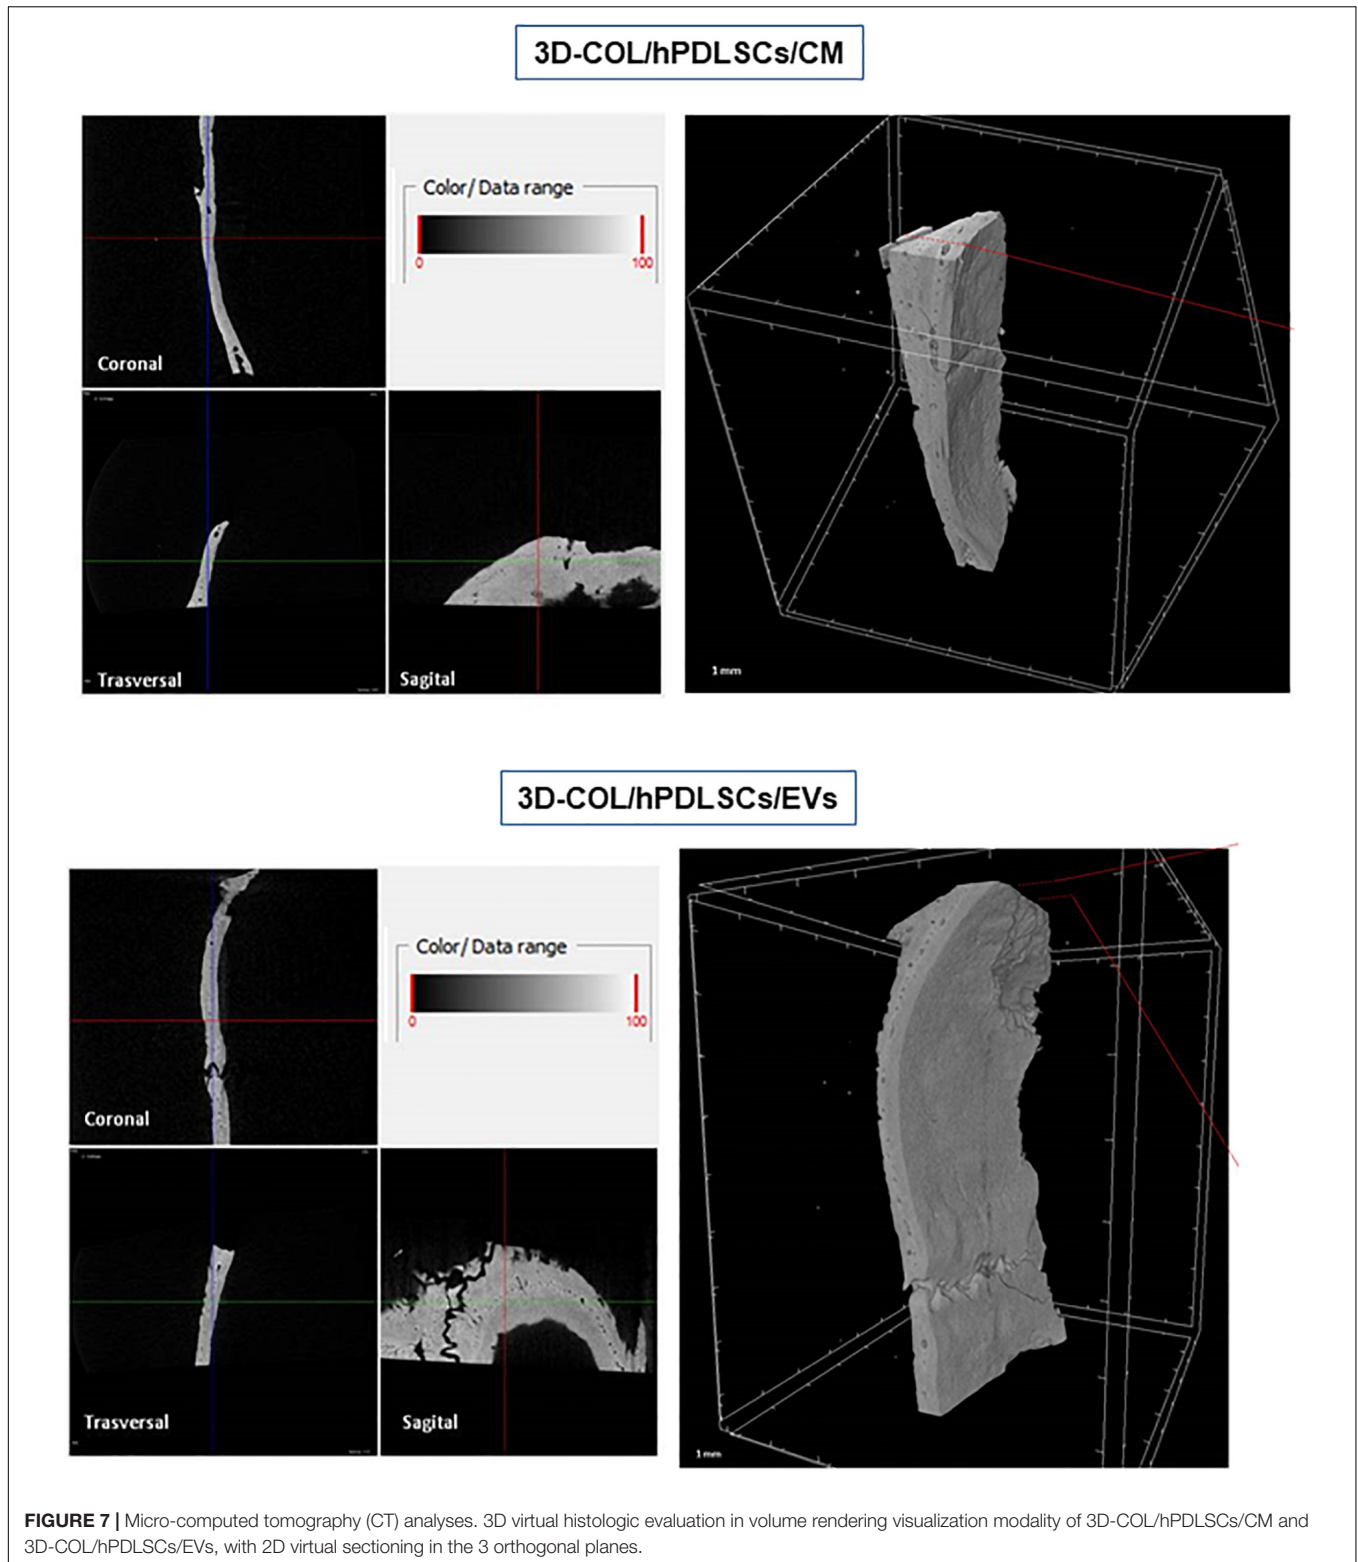 3D-COL/hPDLSCs/CM
Color/ Data range
0 100
Coronal
Trasversal
Sagital
1 mm
3D-COL/hPDLSCs/EVs
Color/ Data range
0 100
Coronal
Trasversal
Sagital
1 mm
FIGURE 7 | Micro-computed tomography (CT) analyses. 3D virtual histologic evaluation in volume rendering visualization modality of 3D-COL/hPDLSCs/CM and
3D-COL/hPDLSCs/EVs, with 2D virtual sectioning in the 3 orthogonal planes.